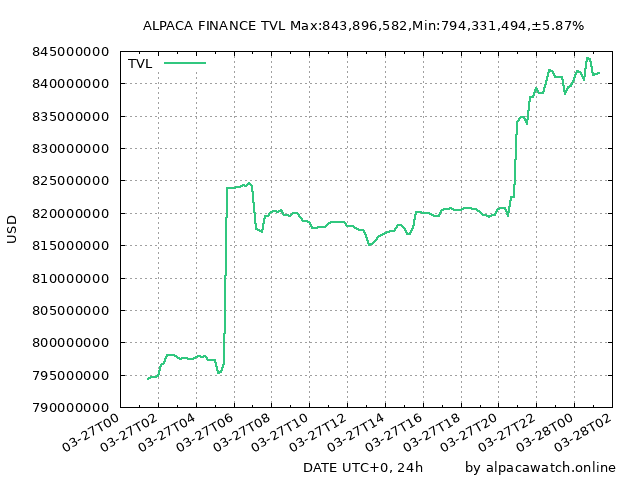 ALPACA FINANCE TVL Max:843,896,582,Min:794,331,494,±5.87%
TVL
845000000
840000000
835000000
830000000
825000000
820000000
815000000
810000000
805000000
800000000
795000000
790000000
USD
03-27T00
03-27T02
03-27T04
03-27T06
03-27T08
03-27T10
03-27T12
03-27T14
03-27T16
03-27T18
03-27T20
03-27T22
03-28T00
03-28T02
DATE UTC+0, 24h
by alpacawatch.online